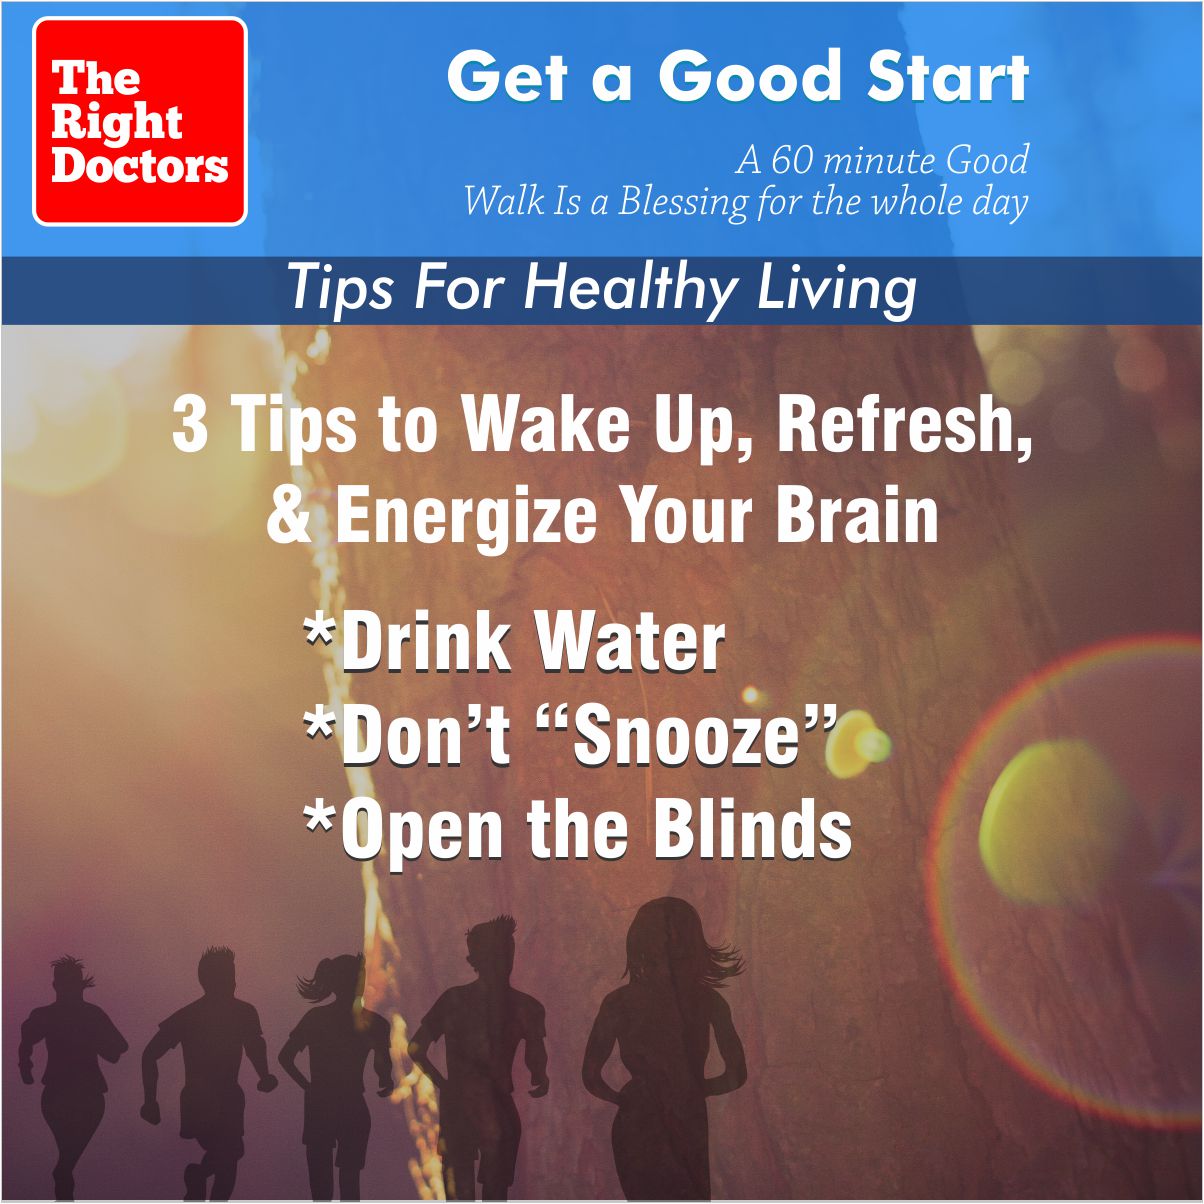 The
Right
Doctors
Get a Good Start
A 60 minute Good
Walk Is a Blessing for the whole day
Tips For Healthy Living
3 Tips to Wake Up, Refresh,
& Energize Your Brain
*Drink Water
*Don’t “Snooze”
*Open the Blinds